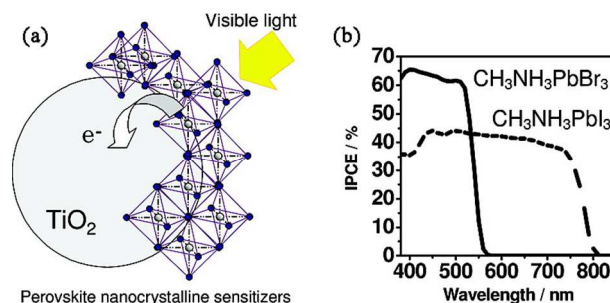 (a)
Visible light
e-
TiO2
Perovskite nanocrystalline sensitizers
(b)
70
60
50
40
30
20
10
0
IPCE / %
CH3NH3PbBr3
CH3NH3PbI3
400 500 600 700 800
Wavelength / nm